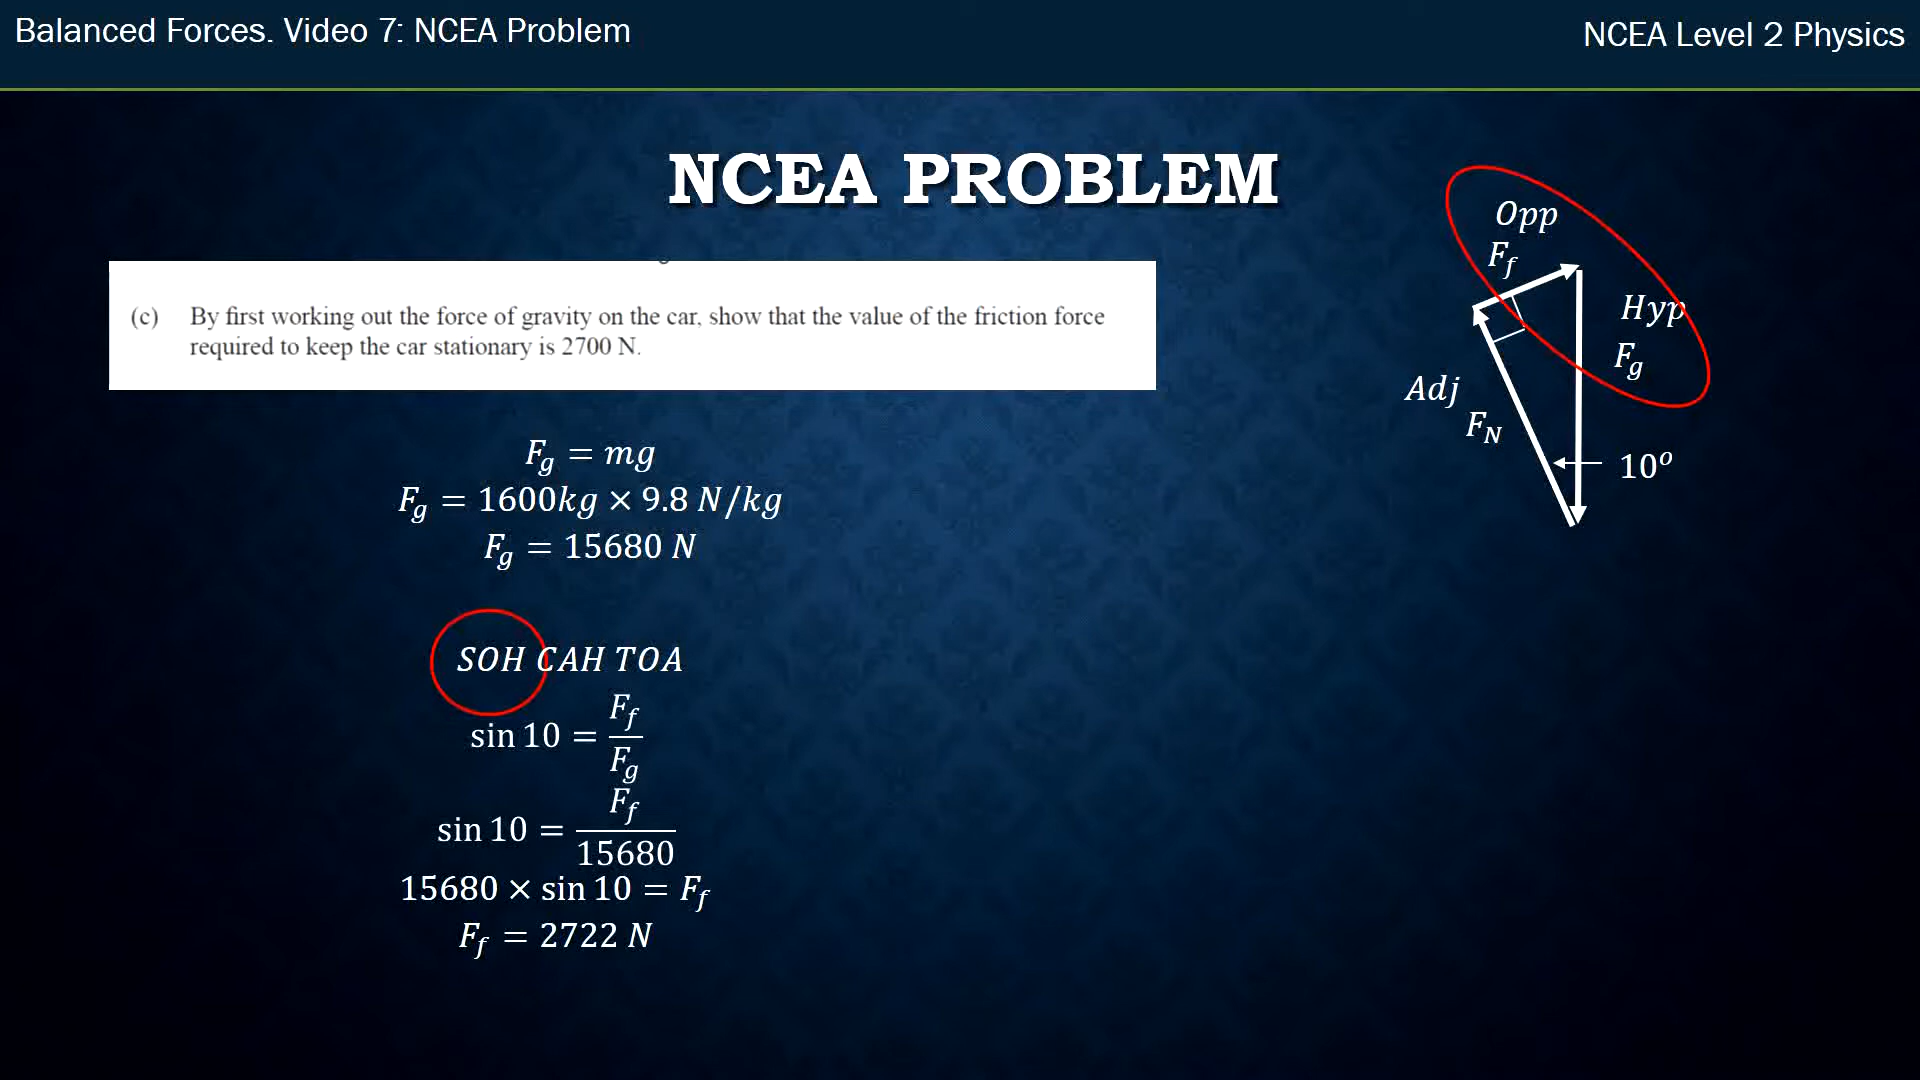 Balanced Forces. Video 7: NCEA Problem
NCEA Level 2 Physics
NCEA PROBLEM
(c) By first working out the force of gravity on the car, show that the value of the friction force
required to keep the car stationary is 2700 N.
Opp
F_f
Hyp
F_g
Adj
F_N
10°
F_g = mg
F_g = 1600kg × 9.8 N/kg
F_g = 15680 N
SOH CAH TOA
sin 10 = F_f / F_g
sin 10 = F_f / 15680
15680 × sin 10 = F_f
F_f = 2722 N